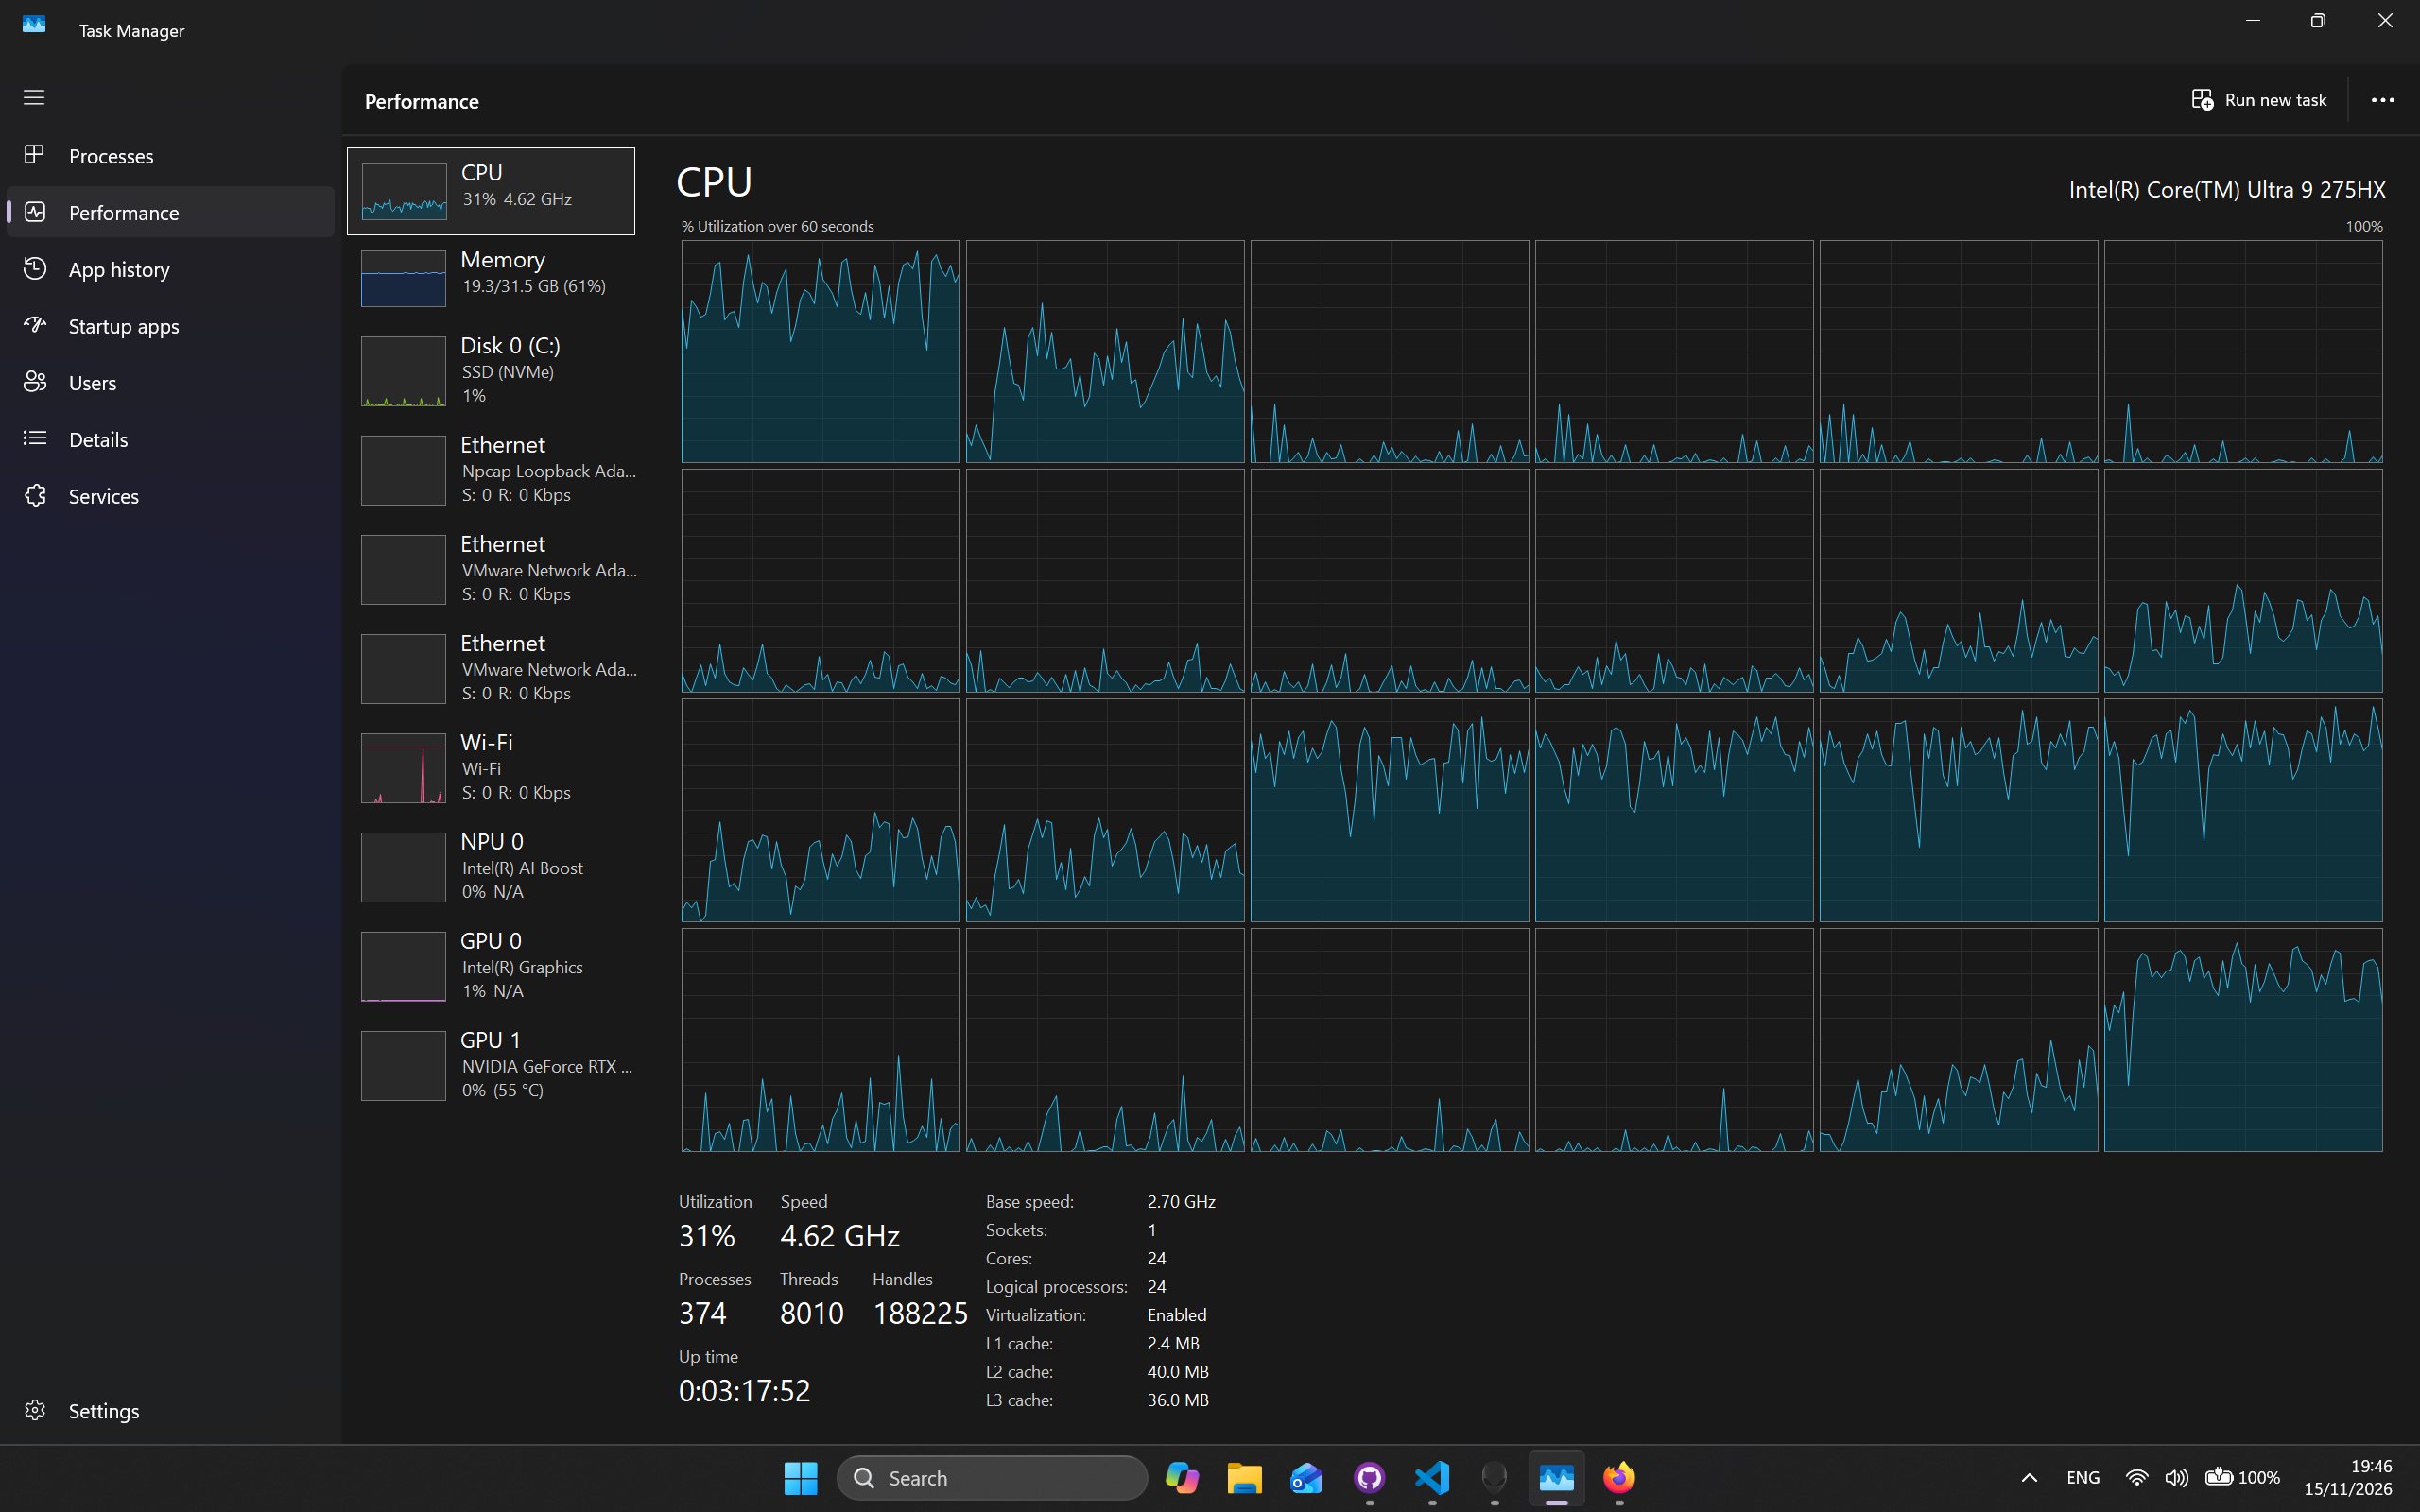 Task Manager
Performance
Run new task
Processes
Performance
App history
Startup apps
Users
Details
Services
Settings
CPU
31% 4.62 GHz
Memory
19.3/31.5 GB (61%)
Disk 0 (C:)
SSD (NVMe)
1%
Ethernet
Npcap Loopback Ada...
S: 0 R: 0 Kbps
Ethernet
VMware Network Ada...
S: 0 R: 0 Kbps
Ethernet
VMware Network Ada...
S: 0 R: 0 Kbps
Wi-Fi
Wi-Fi
S: 0 R: 0 Kbps
NPU 0
Intel(R) AI Boost
0% N/A
GPU 0
Intel(R) Graphics
1% N/A
GPU 1
NVIDIA GeForce RTX ...
0% (55 °C)
CPU
Intel(R) Core(TM) Ultra 9 275HX
% Utilization over 60 seconds
100%
Utilization Speed
31% 4.62 GHz
Processes Threads Handles
374 8010 188225
Up time
0:03:17:52
Base speed: 2.70 GHz
Sockets: 1
Cores: 24
Logical processors: 24
Virtualization: Enabled
L1 cache: 2.4 MB
L2 cache: 40.0 MB
L3 cache: 36.0 MB
Search
ENG
100%
19:46
15/11/2026